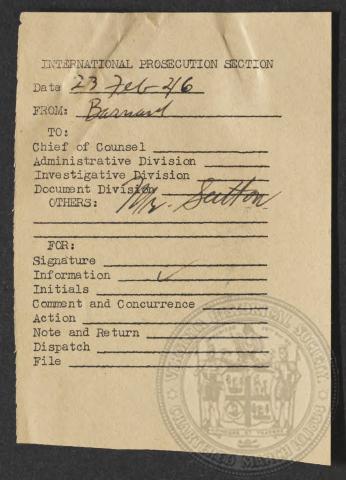 INTERNATIONAL PROSECUTION SECTION
Date 23 Feb 46
FROM: Barnard
TO:
Chief of Counsel
Administrative Division
Investigative Division
Document Division
OTHERS: Mr. Sutton
FOR:
Signature
Information ✓
Initials
Comment and Concurrence
Action
Note and Return
Dispatch
File